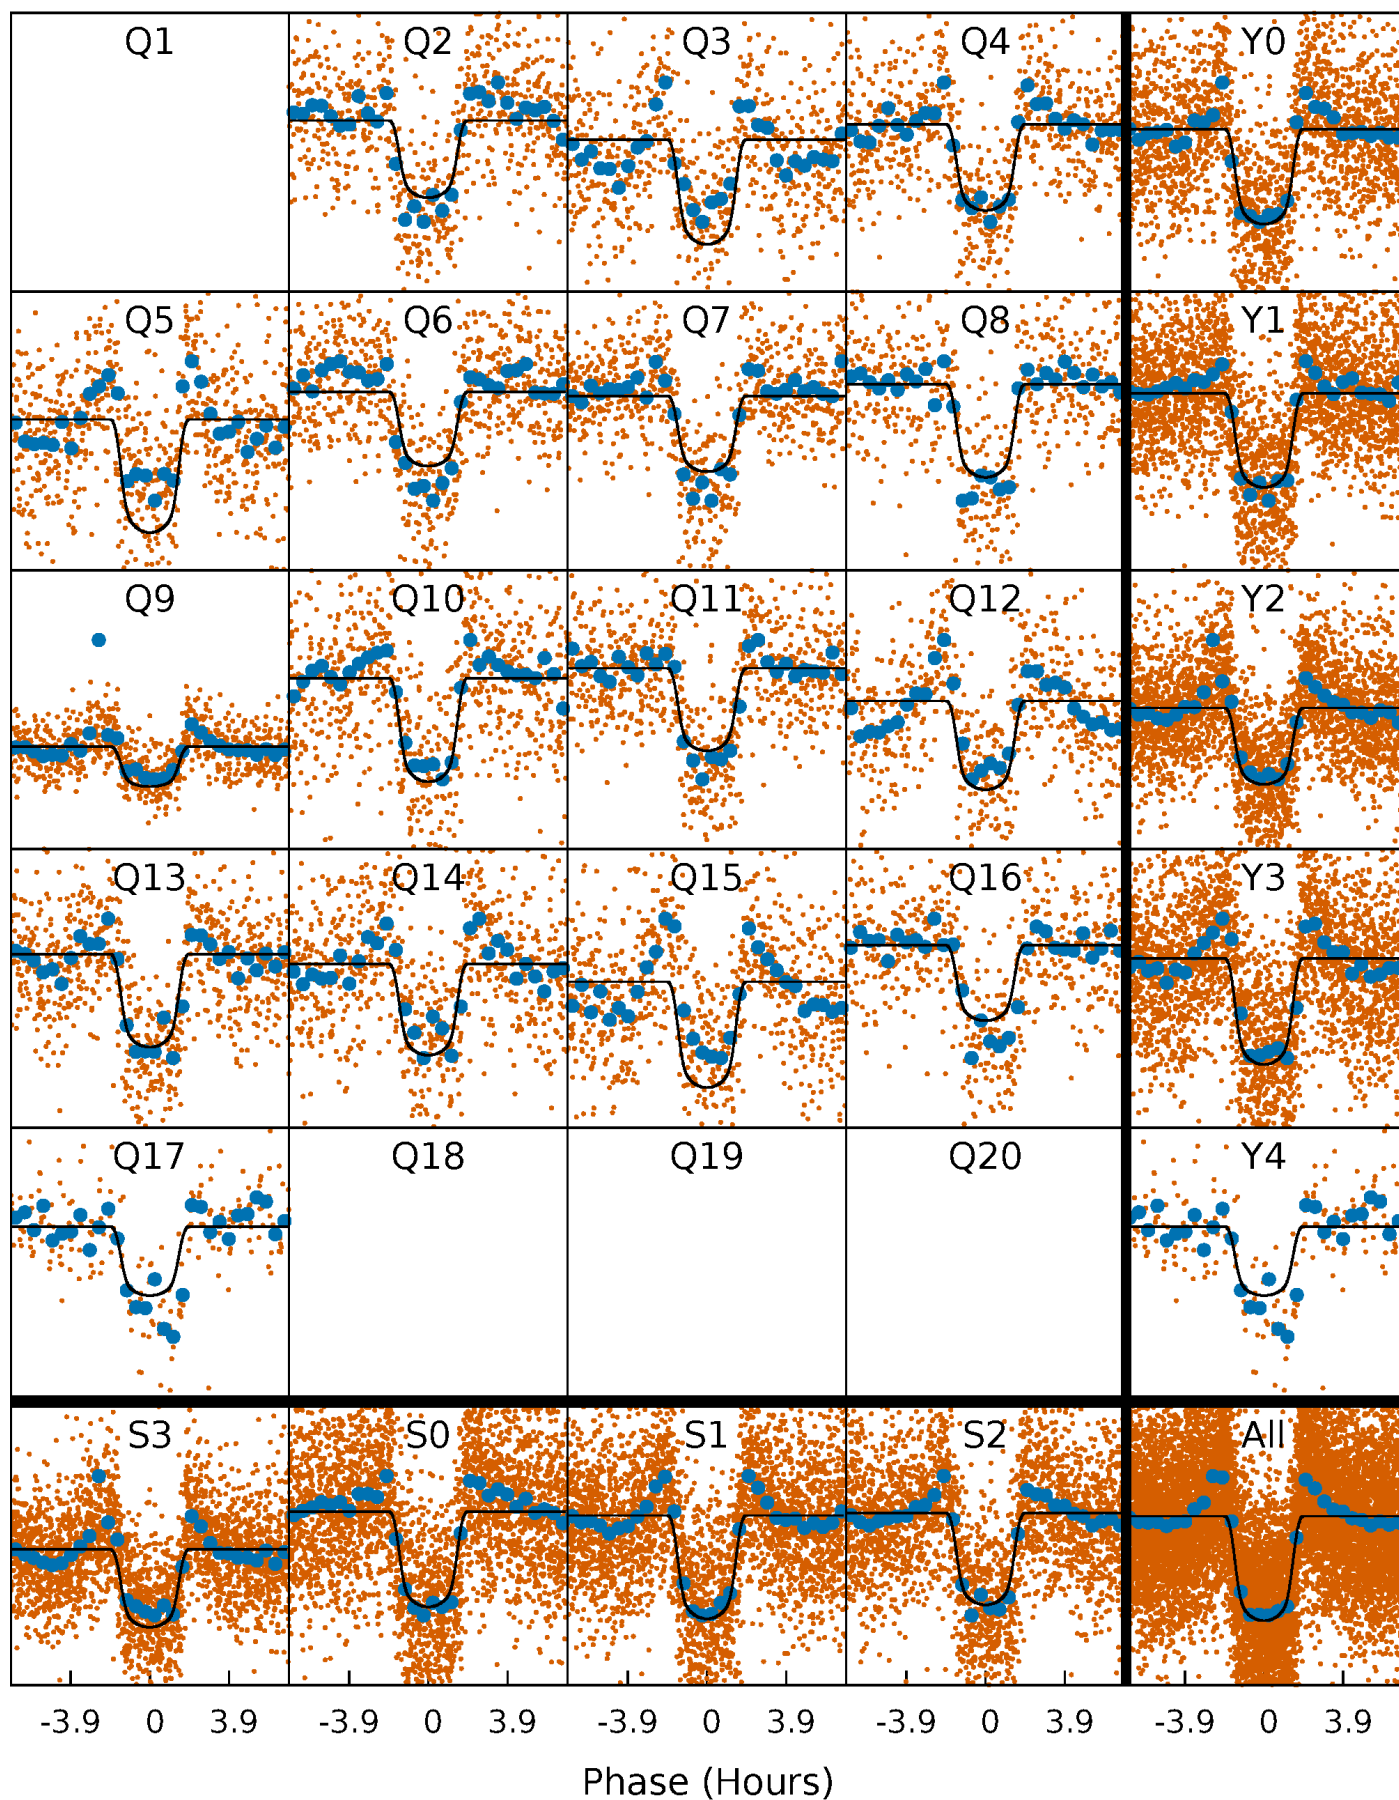 Q1 Q2 Q3 Q4 Y0
Q5 Q6 Q7 Q8 Y1
Q9 Q10 Q11 Q12 Y2
Q13 Q14 Q15 Q16 Y3
Q17 Q18 Q19 Q20 Y4
S3 S0 S1 S2 All
-3.9 0 3.9 -3.9 0 3.9 -3.9 0 3.9 -3.9 0 3.9 -3.9 0 3.9
Phase (Hours)